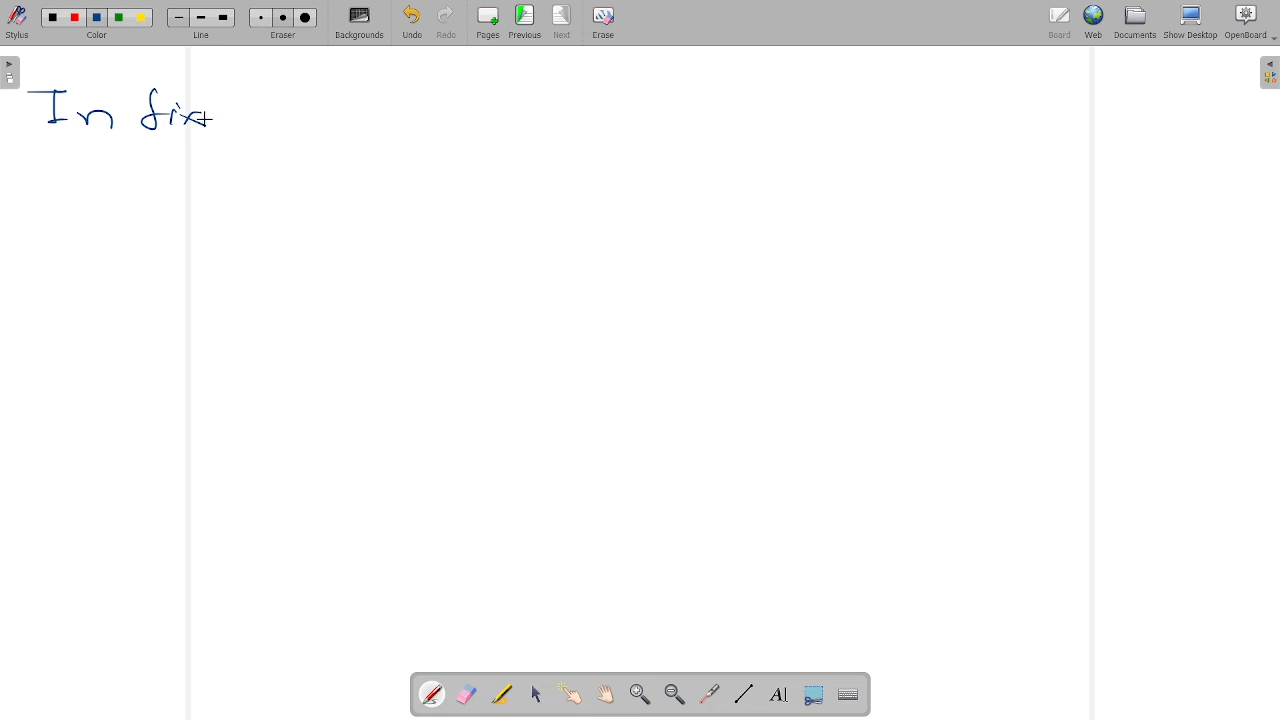 Stylus Color Line Eraser Backgrounds Undo Redo Pages Previous Next Erase Board Web Documents Show Desktop OpenBoard
In fix
AI